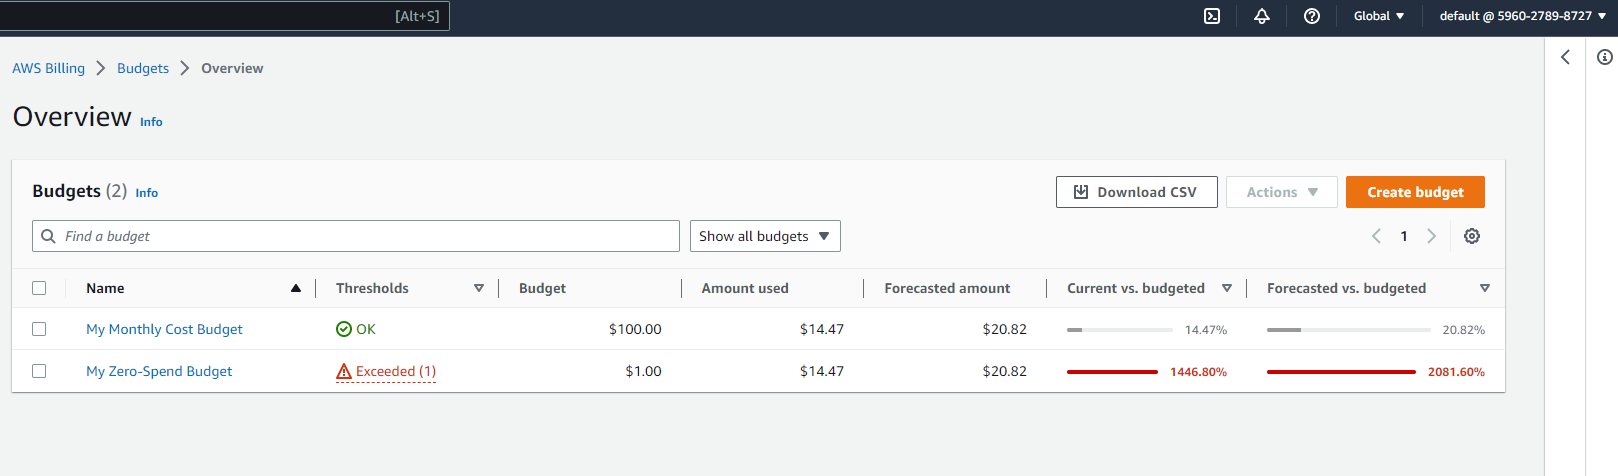 [Alt+S] Global default @ 5960-2789-8727
AWS Billing Budgets Overview
Overview Info
Budgets (2) Info Download CSV Actions Create budget
Find a budget Show all budgets 1
Name Thresholds Budget Amount used Forecasted amount Current vs. budgeted Forecasted vs. budgeted
My Monthly Cost Budget OK $100.00 $14.47 $20.82 14.47% 20.82%
My Zero-Spend Budget Exceeded (1) $1.00 $14.47 $20.82 1446.80% 2081.60%